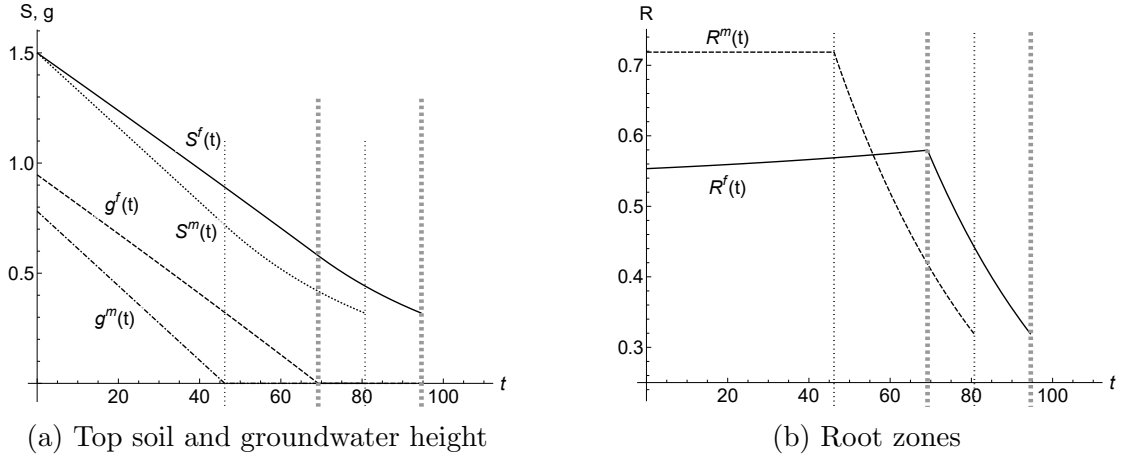 S, g
1.5
1.0
0.5
S^f(t)
g^f(t)
S^m(t)
g^m(t)
20 40 60 80 100 t
(a) Top soil and groundwater height
R
0.7
0.6
0.5
0.4
0.3
R^m(t)
R^f(t)
20 40 60 80 100 t
(b) Root zones